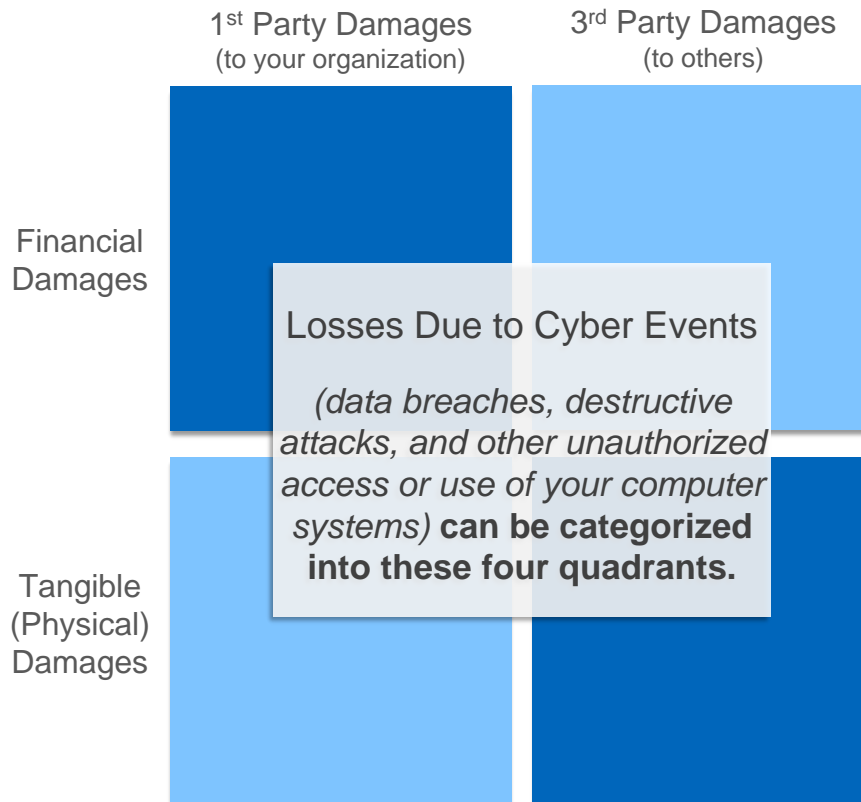 1st Party Damages
(to your organization)
3rd Party Damages
(to others)
Financial
Damages
Losses Due to Cyber Events
(data breaches, destructive
attacks, and other unauthorized
access or use of your computer
systems) can be categorized
into these four quadrants.
Tangible
(Physical)
Damages